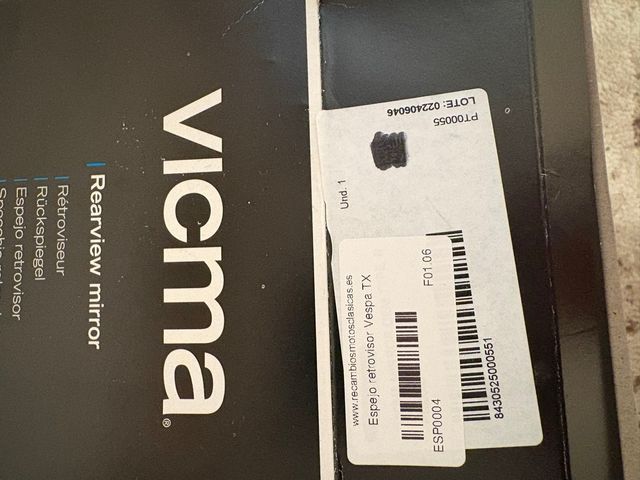 vicma®
Rearview mirror
Rétroviseur
Rückspiegel
Espejo retrovisor
LOTE: 022406046
PT00055
Und. 1
8430525000551
www.recambiosmotosclasicas.es
Espejo retrovisor Vespa TX
F01.06
ESP0004